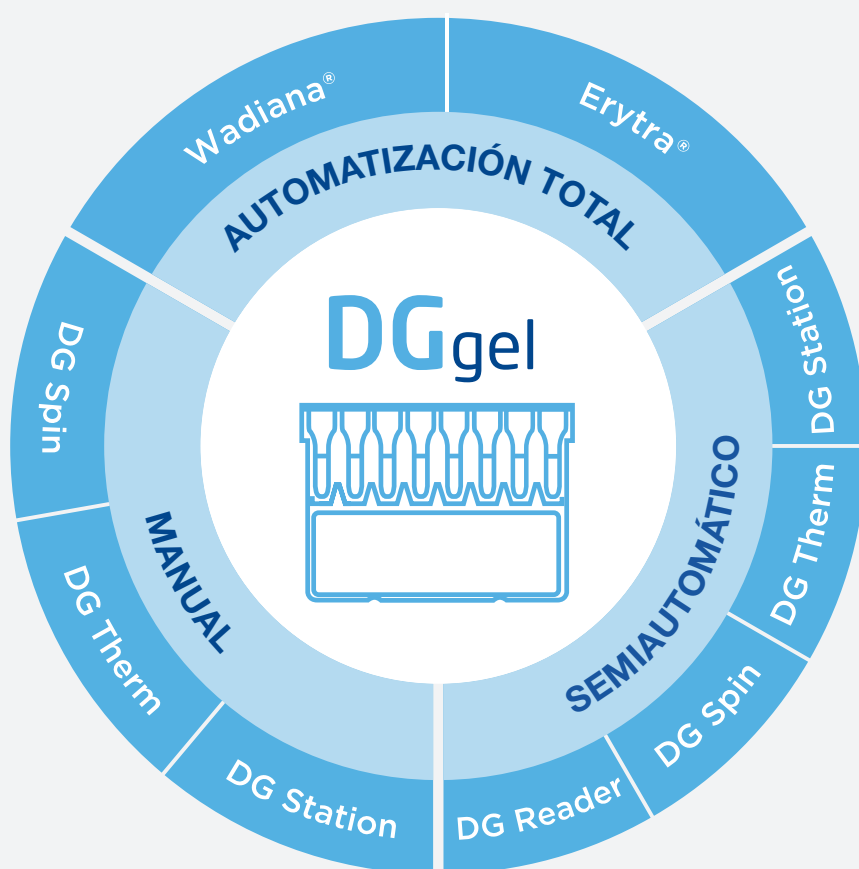 Wadiana®
Erytra®
AUTOMATIZACIÓN TOTAL
DG Station
DG Therm
DG Spin
DG Reader
SEMIAUTOMÁTICO
DG Station
DG Therm
DG Spin
MANUAL
DGgel